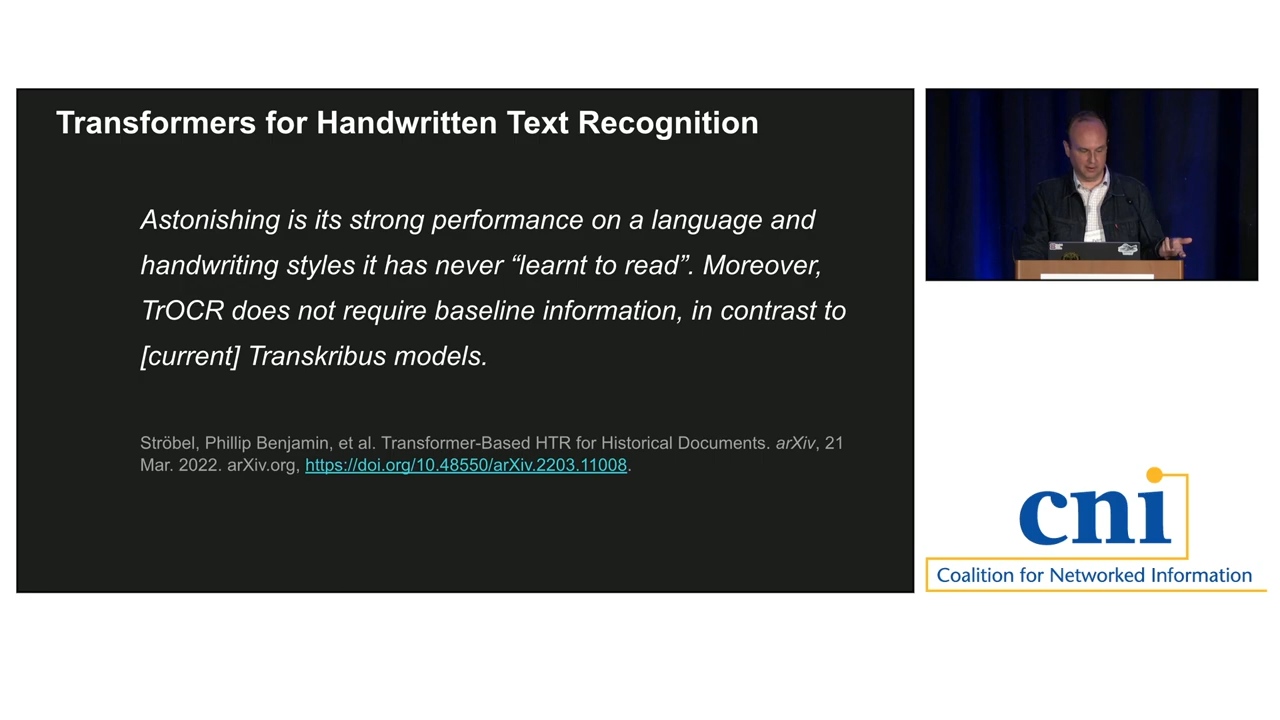 Transformers for Handwritten Text Recognition
Astonishing is its strong performance on a language and
handwriting styles it has never “learnt to read”. Moreover,
TrOCR does not require baseline information, in contrast to
[current] Transkribus models.
Ströbel, Phillip Benjamin, et al. Transformer-Based HTR for Historical Documents. arXiv, 21
Mar. 2022. arXiv.org, https://doi.org/10.48550/arXiv.2203.11008.
cni
Coalition for Networked Information